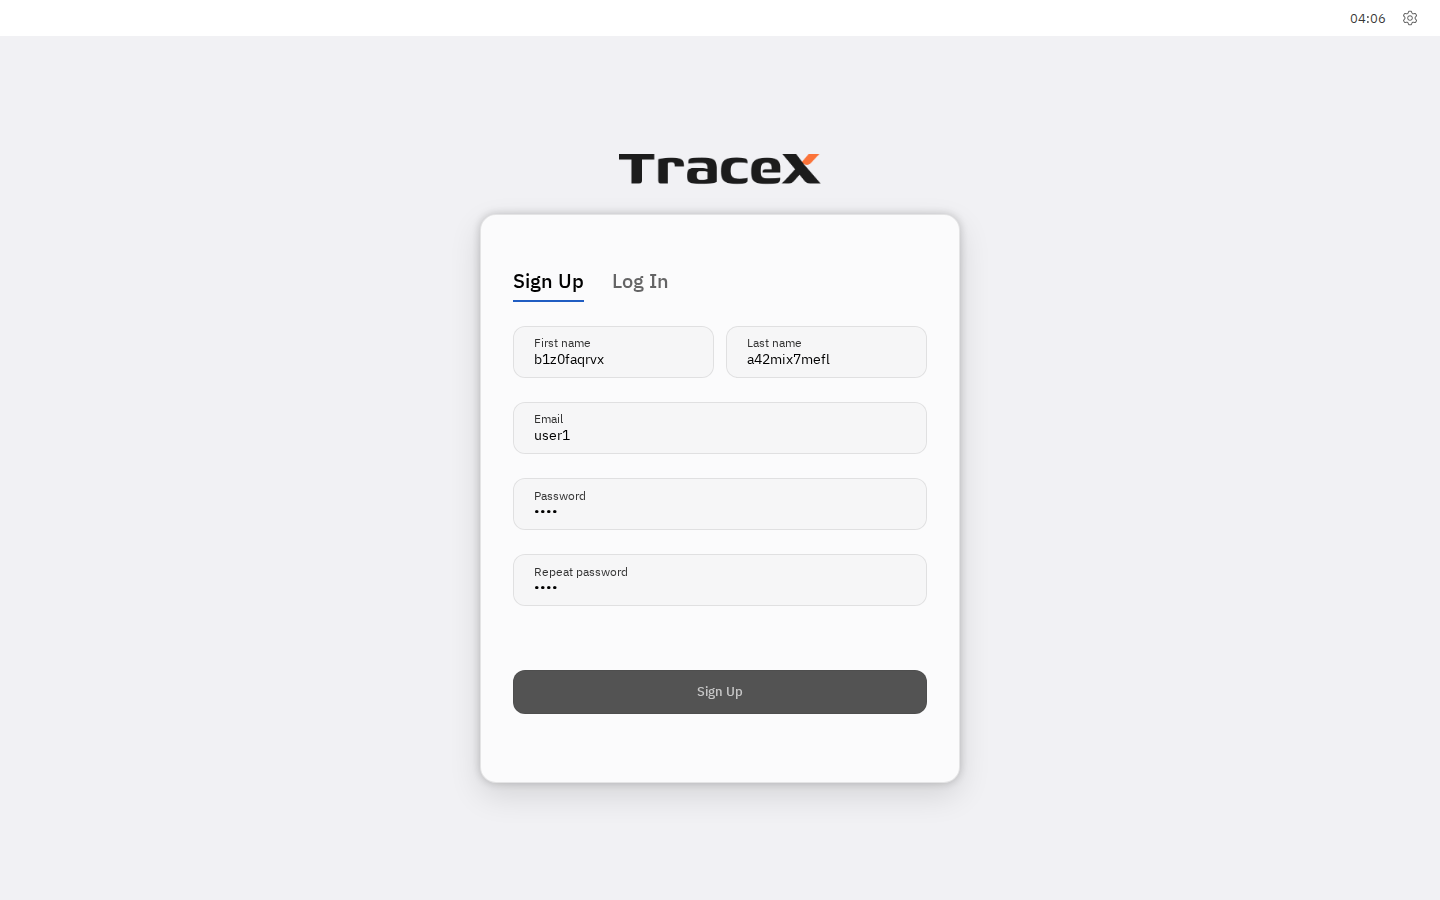 04:06
TraceX
Sign Up Log In
First name Last name
b1z0faqrvx a42mix7mefl
Email
user1
Password
••••
Repeat password
••••
Sign Up